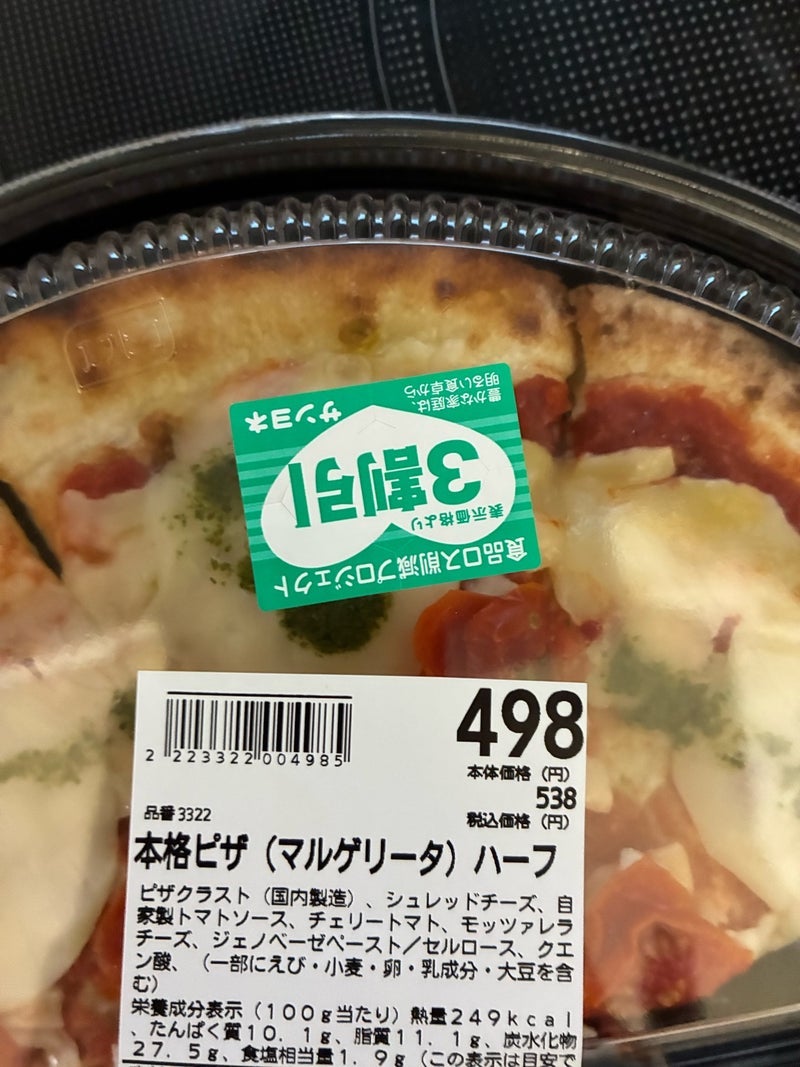 食品ロス削減プロジェクト
表示価格より
3割引
豊かな家庭は、
明るい食卓から
サンヨネ
498
本体価格（円）
2 223322 004985
538
税込価格（円）
品番3322
本格ピザ（マルゲリータ）ハーフ
ピザクラスト（国内製造）、シュレッドチーズ、自
家製トマトソース、チェリートマト、モッツァレラ
チーズ、ジェノベーゼペースト／セルロース、クエ
ン酸、（一部にえび・小麦・卵・乳成分・大豆を含
む）
栄養成分表示（100g当たり）熱量249kcal
、たんぱく質10.1g、脂質11.1g、炭水化物
27.5g、食塩相当量1.9g（この表示は目安で